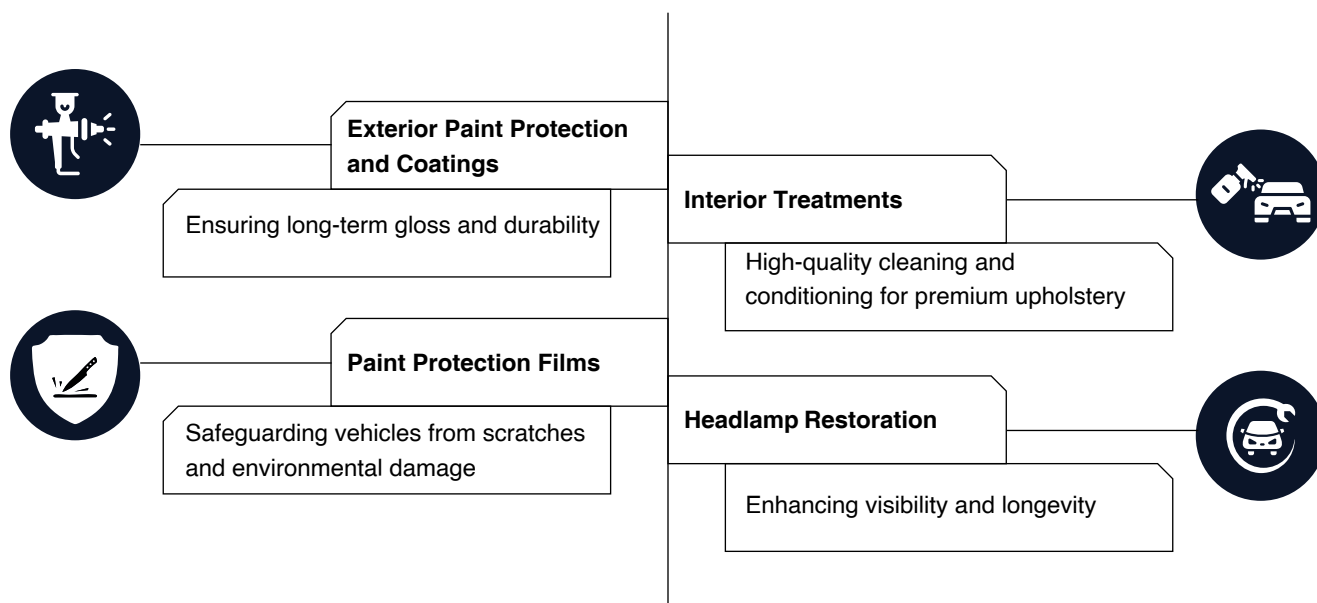 Exterior Paint Protection
and Coatings
Ensuring long-term gloss and durability
Interior Treatments
High-quality cleaning and
conditioning for premium upholstery
Paint Protection Films
Safeguarding vehicles from scratches
and environmental damage
Headlamp Restoration
Enhancing visibility and longevity